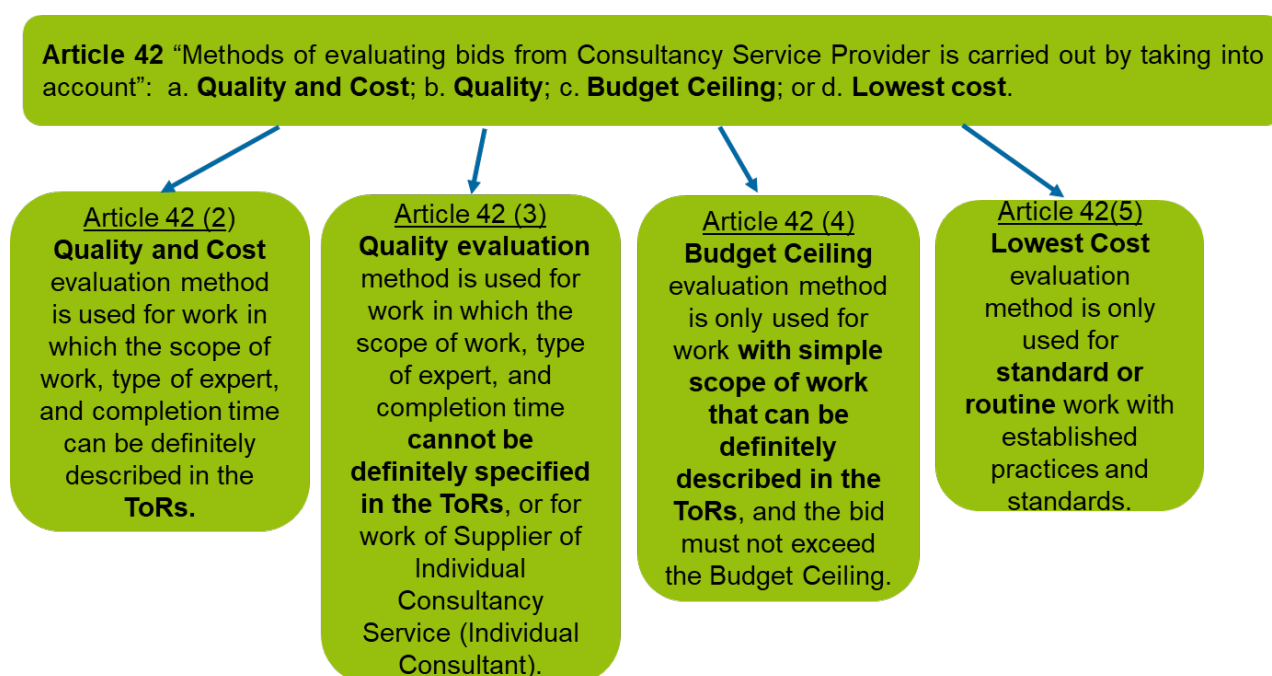 Article 42 “Methods of evaluating bids from Consultancy Service Provider is carried out by taking into
account”: a. Quality and Cost; b. Quality; c. Budget Ceiling; or d. Lowest cost.
Article 42 (2)
Quality and Cost
evaluation method
is used for work in
which the scope of
work, type of expert,
and completion time
can be definitely
described in the
ToRs.
Article 42 (3)
Quality evaluation
method is used for
work in which the
scope of work, type
of expert, and
completion time
cannot be
definitely specified
in the ToRs, or for
work of Supplier of
Individual
Consultancy
Service (Individual
Consultant).
Article 42 (4)
Budget Ceiling
evaluation method
is only used for
work with simple
scope of work
that can be
definitely
described in the
ToRs, and the bid
must not exceed
the Budget Ceiling.
Article 42(5)
Lowest Cost
evaluation
method is only
used for
standard or
routine work with
established
practices and
standards.